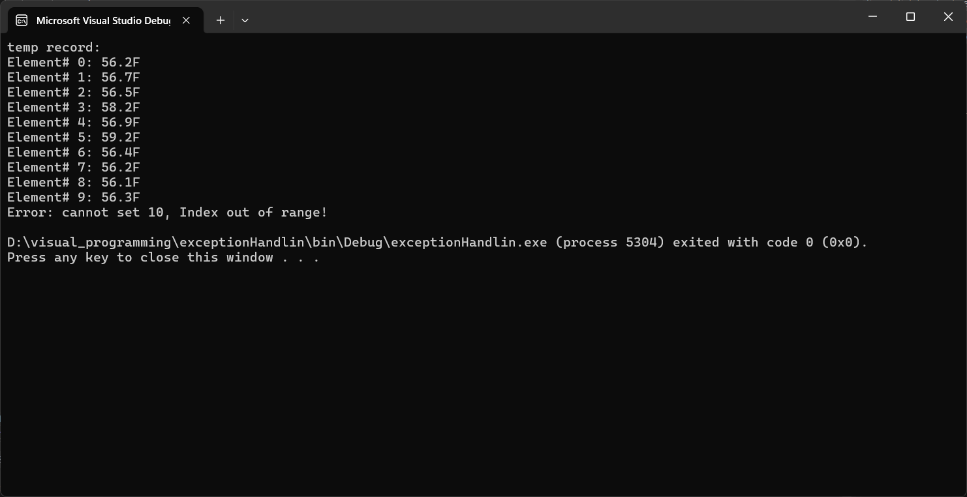 Microsoft Visual Studio Debu
temp record:
Element# 0: 56.2F
Element# 1: 56.7F
Element# 2: 56.5F
Element# 3: 58.2F
Element# 4: 56.9F
Element# 5: 59.2F
Element# 6: 56.4F
Element# 7: 56.2F
Element# 8: 56.1F
Element# 9: 56.3F
Error: cannot set 10, Index out of range!
D:\visual_programming\exceptionHandlin\bin\Debug\exceptionHandlin.exe (process 5304) exited with code 0 (0x0).
Press any key to close this window . . .